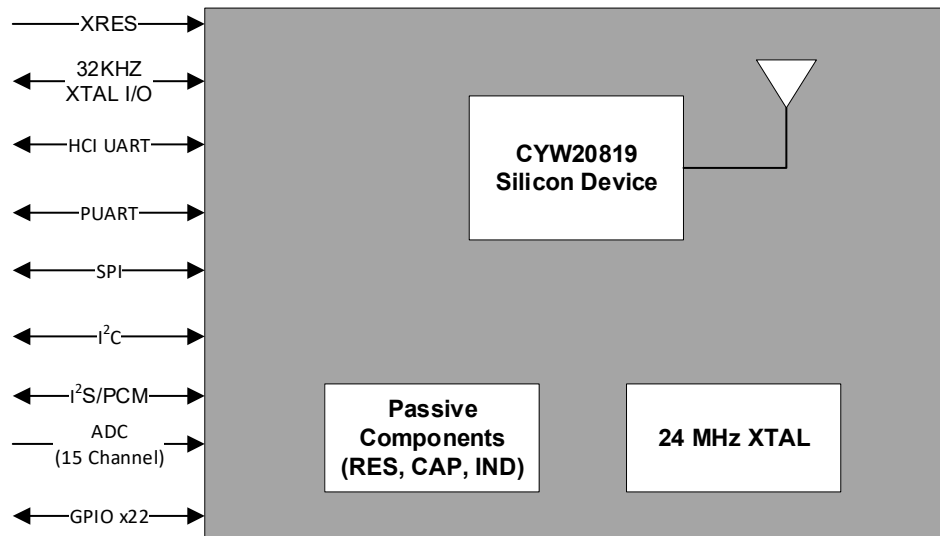 XRES
32KHZ
XTAL I/O
HCI UART
PUART
SPI
I²C
I²S/PCM
ADC
(15 Channel)
GPIO x22
CYW20819
Silicon Device
Passive
Components
(RES, CAP, IND)
24 MHz XTAL